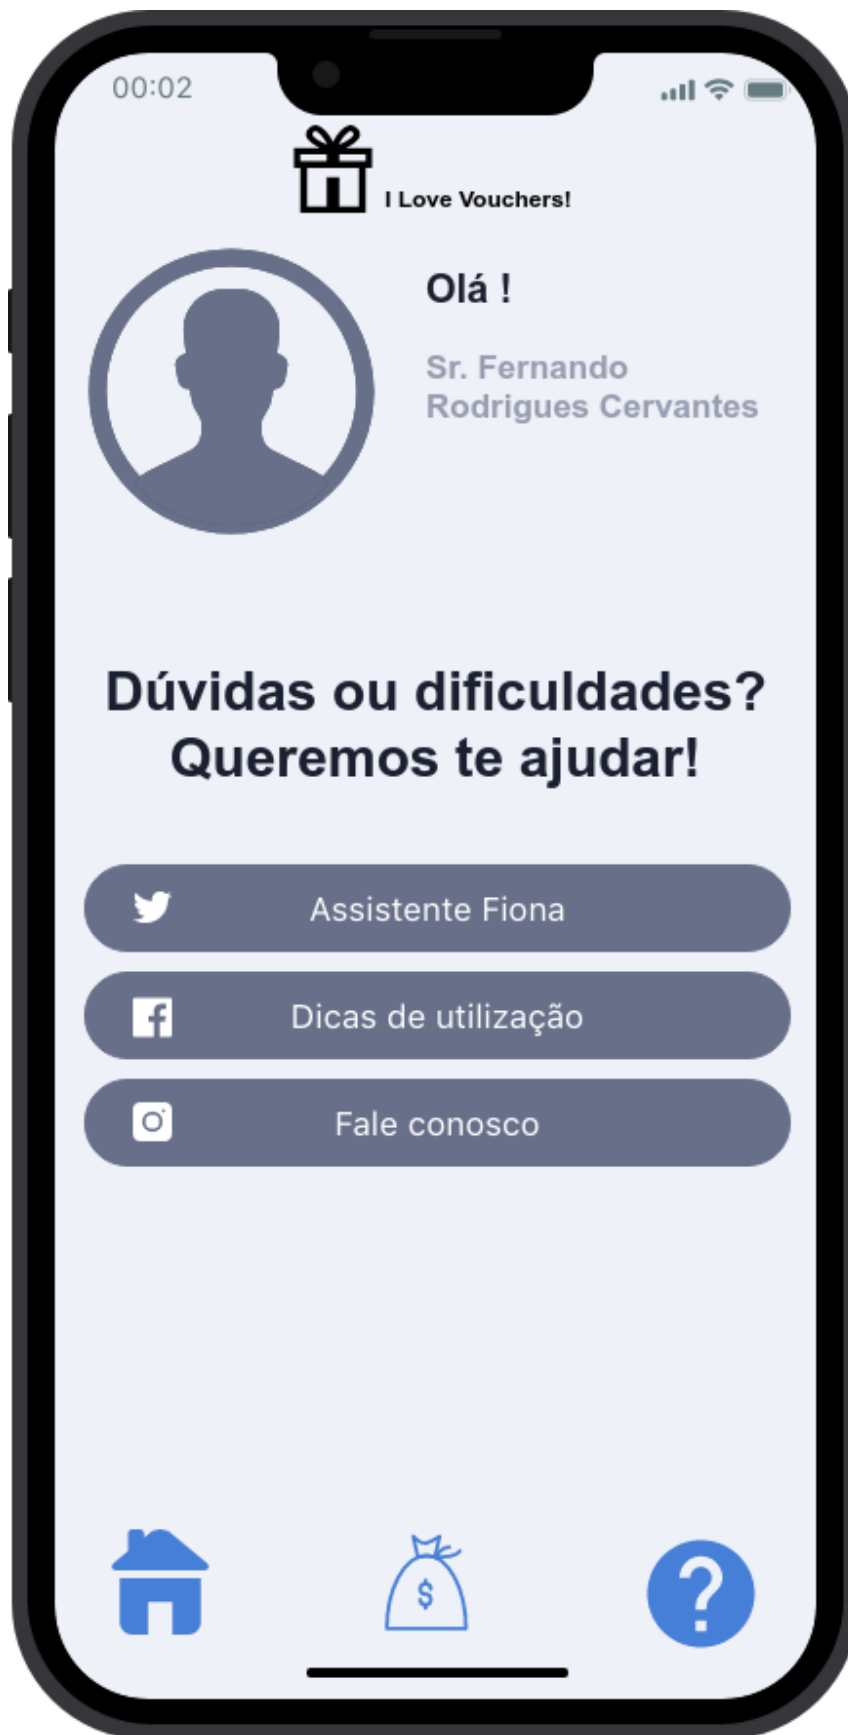 00:02
I Love Vouchers!
Olá !
Sr. Fernando
Rodrigues Cervantes
Dúvidas ou dificuldades?
Queremos te ajudar!
Assistente Fiona
Dicas de utilização
Fale conosco
$
?